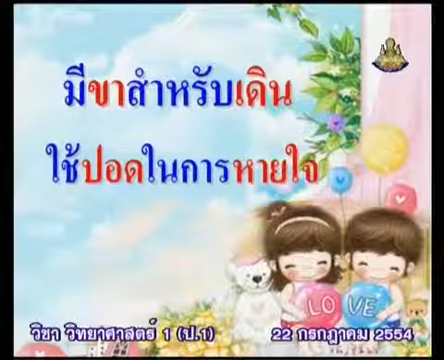 มีขาสำหรับเดิน
ใช้ปอดในการหายใจ
LOVE
วิชา วิทยาศาสตร์ 1 (ป.1) 22 กรกฎาคม 2554